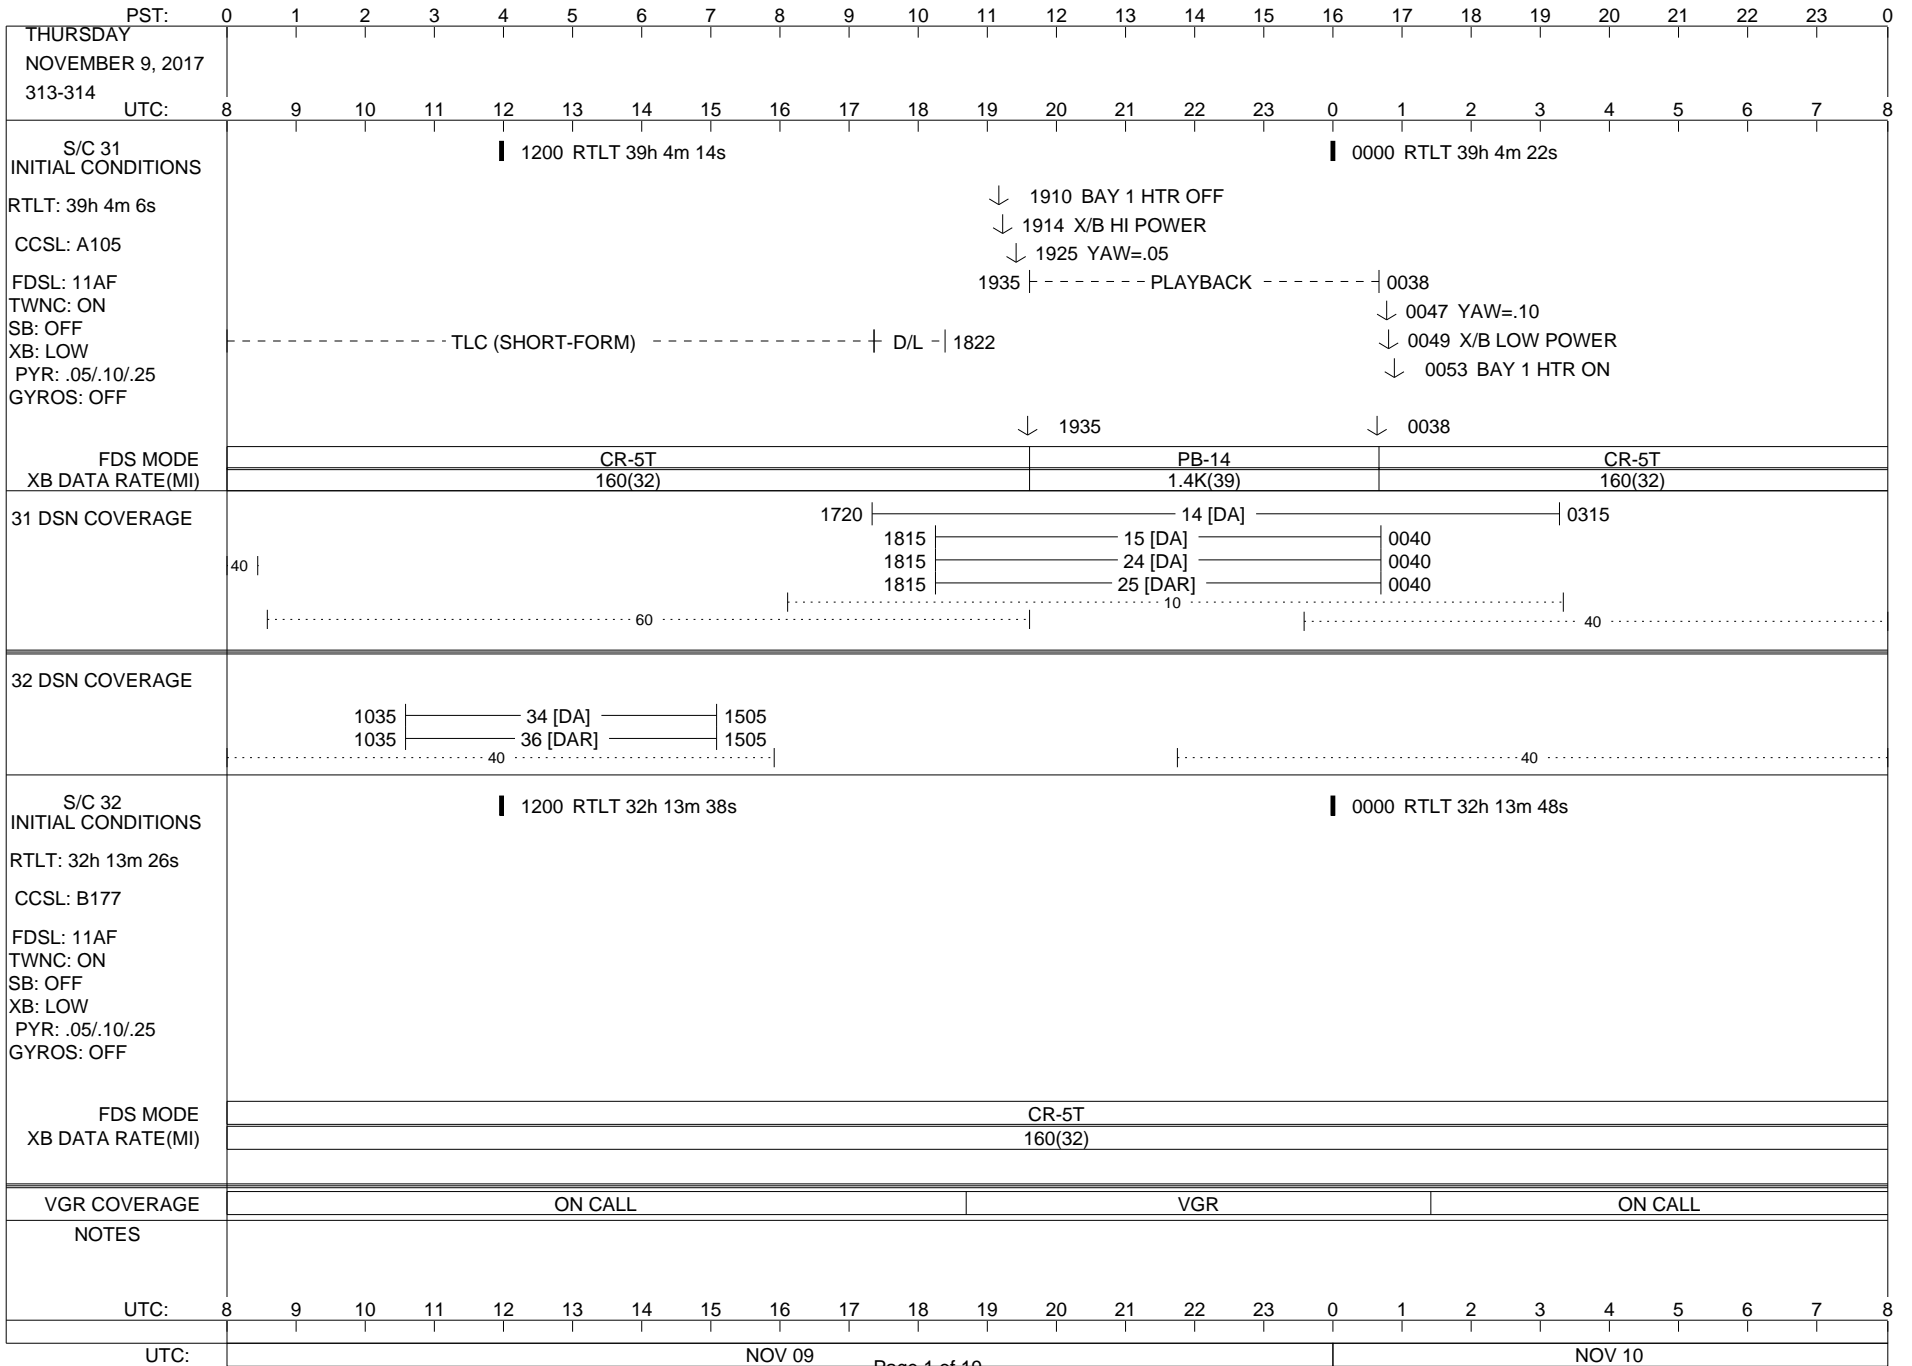 PST: 0 1 2 3 4 5 6 7 8 9 10 11 12 13 14 15 16 17 18 19 20 21 22 23 0
THURSDAY
NOVEMBER 9, 2017
313-314
UTC: 8 9 10 11 12 13 14 15 16 17 18 19 20 21 22 23 0 1 2 3 4 5 6 7 8
S/C 31
INITIAL CONDITIONS
1200 RTLT 39h 4m 14s 0000 RTLT 39h 4m 22s
1910 BAY 1 HTR OFF
RTLT: 39h 4m 6s
1914 X/B HI POWER
CCSL: A105
1925 YAW=.05
FDSL: 11AF
1935 PLAYBACK 0038
TWNC: ON
0047 YAW=.10
SB: OFF
TLC (SHORT-FORM) D/L 1822
0049 X/B LOW POWER
XB: LOW
PYR: .05/.10/.25
0053 BAY 1 HTR ON
GYROS: OFF
1935 0038
FDS MODE CR-5T PB-14 CR-5T
XB DATA RATE(MI) 160(32) 1.4K(39) 160(32)
31 DSN COVERAGE
1720 14 [DA] 0315
1815 15 [DA] 0040
40 1815 24 [DA] 0040
1815 25 [DAR] 0040
10
60 40
32 DSN COVERAGE
1035 34 [DA] 1505
1035 36 [DAR] 1505
40 40
S/C 32
INITIAL CONDITIONS
1200 RTLT 32h 13m 38s 0000 RTLT 32h 13m 48s
RTLT: 32h 13m 26s
CCSL: B177
FDSL: 11AF
TWNC: ON
SB: OFF
XB: LOW
PYR: .05/.10/.25
GYROS: OFF
FDS MODE CR-5T
XB DATA RATE(MI) 160(32)
VGR COVERAGE ON CALL VGR ON CALL
NOTES
UTC: 8 9 10 11 12 13 14 15 16 17 18 19 20 21 22 23 0 1 2 3 4 5 6 7 8
UTC: NOV 09 NOV 10
Page 1 of 19